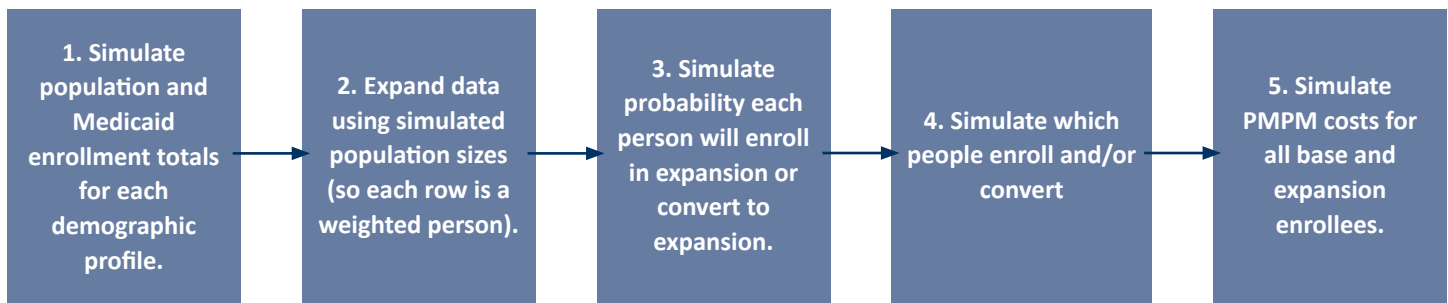 1. Simulate
population and
Medicaid
enrollment totals
for each
demographic
profile.
2. Expand data
using simulated
population sizes
(so each row is a
weighted person).
3. Simulate
probability each
person will enroll
in expansion or
convert to
expansion.
4. Simulate which
people enroll and/or
convert
5. Simulate
PMPM costs for
all base and
expansion
enrollees.